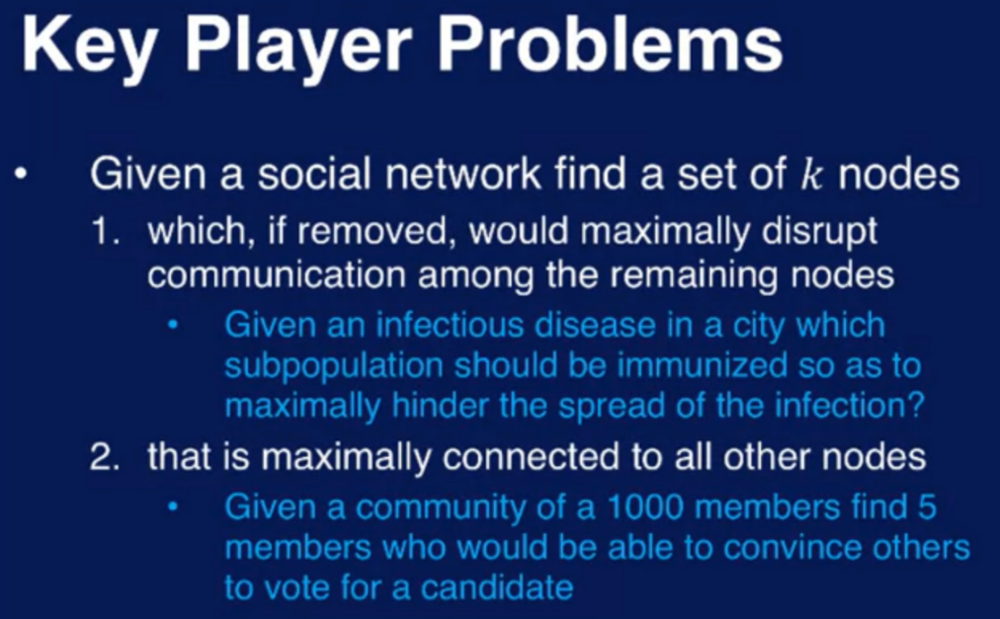 Key Player Problems
• Given a social network find a set of k nodes
1. which, if removed, would maximally disrupt
communication among the remaining nodes
• Given an infectious disease in a city which
subpopulation should be immunized so as to
maximally hinder the spread of the infection?
2. that is maximally connected to all other nodes
• Given a community of a 1000 members find 5
members who would be able to convince others
to vote for a candidate